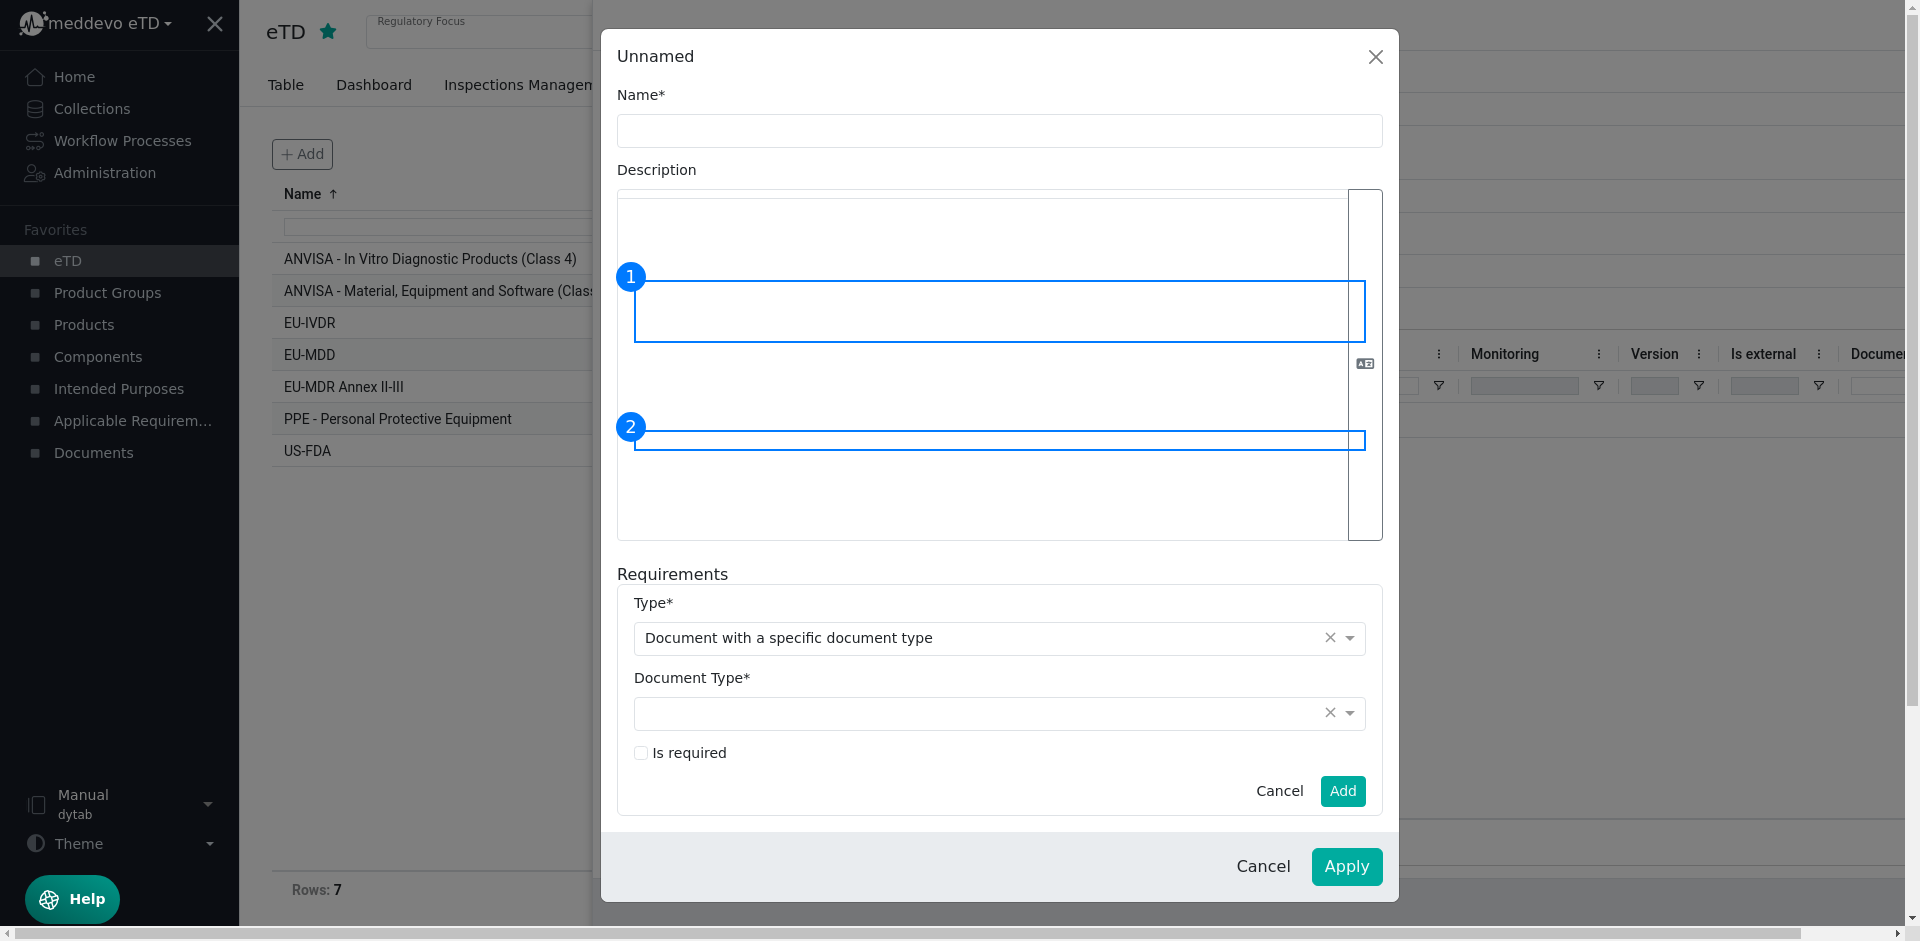 meddevo eTD
Home
Collections
Workflow Processes
Administration
Favorites
eTD
Product Groups
Products
Components
Intended Purposes
Applicable Requirem...
Documents
Manual
dytab
Theme
Help
eTD
Regulatory Focus
Table Dashboard Inspections Managem
Add
Name
ANVISA - In Vitro Diagnostic Products (Class 4)
ANVISA - Material, Equipment and Software (Clas
EU-IVDR
EU-MDD
EU-MDR Annex II-III
PPE - Personal Protective Equipment
US-FDA
Rows: 7
Unnamed
Name*
Description
1
2
Requirements
Type*
Document with a specific document type
Document Type*
Is required
Cancel Add
Cancel Apply
Monitoring Version Is external Documen